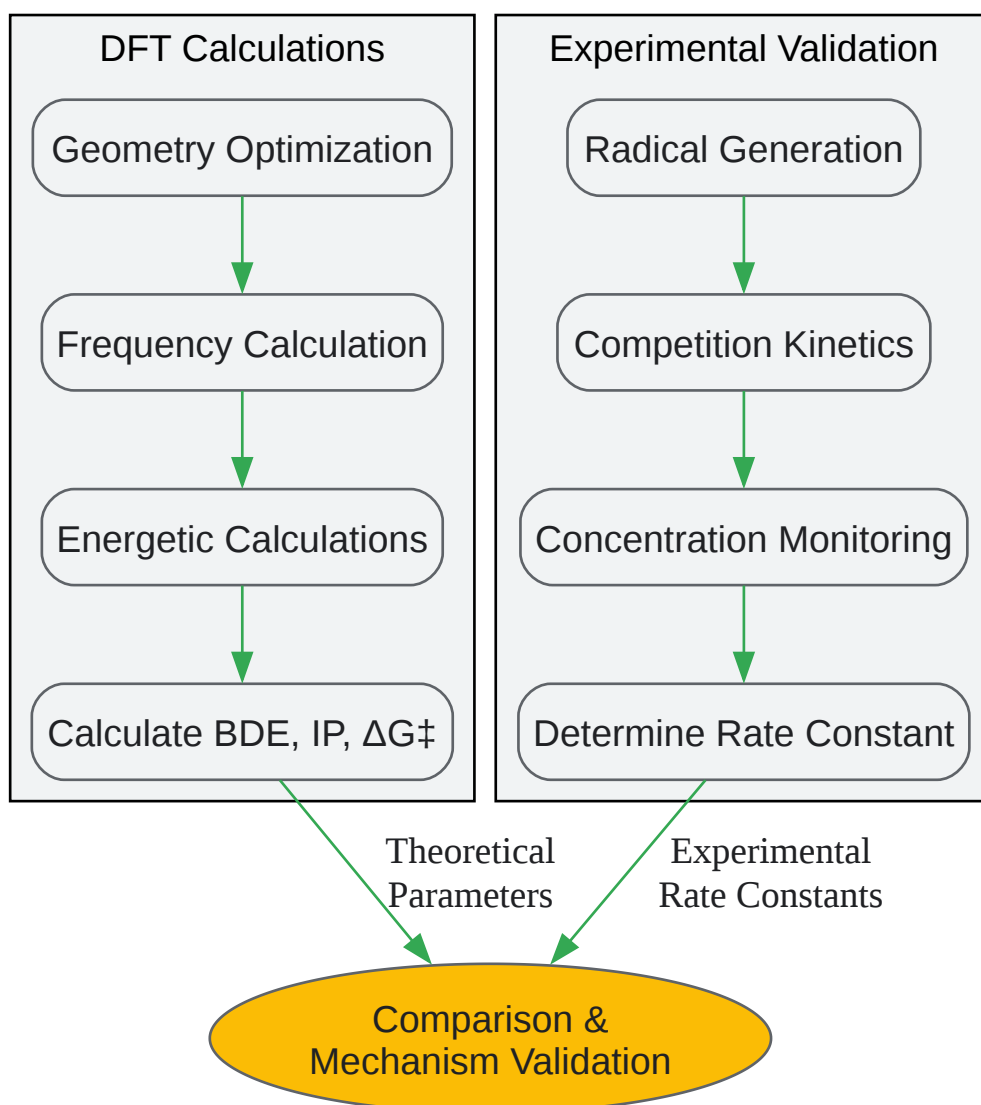 DFT Calculations
Geometry Optimization
Frequency Calculation
Energetic Calculations
Calculate BDE, IP, ΔG‡
Experimental Validation
Radical Generation
Competition Kinetics
Concentration Monitoring
Determine Rate Constant
Theoretical
Parameters
Experimental
Rate Constants
Comparison &
Mechanism Validation